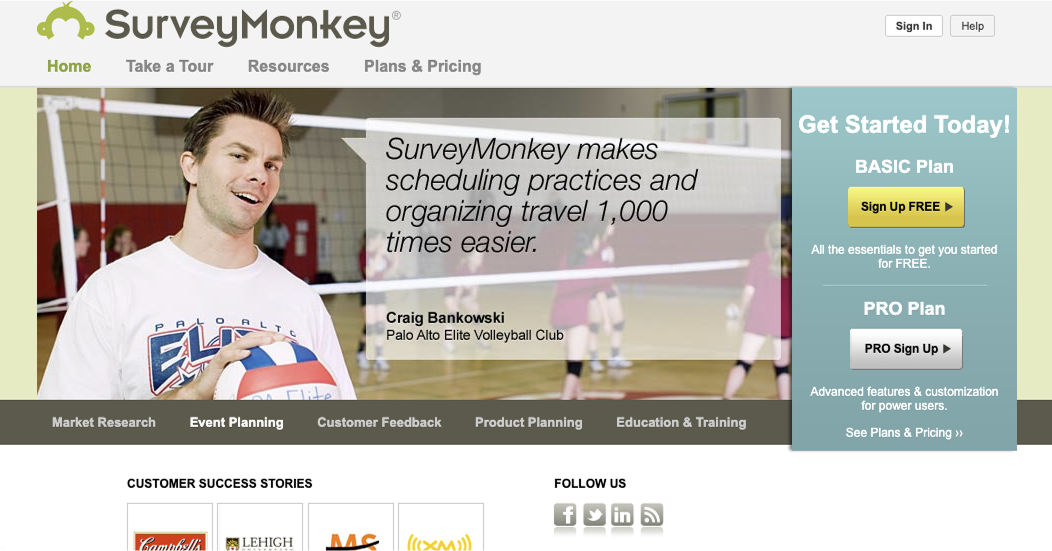 SurveyMonkey®
Sign In
Help
Home
Take a Tour
Resources
Plans & Pricing
SurveyMonkey makes
scheduling practices and
organizing travel 1,000
times easier.
Craig Bankowski
Palo Alto Elite Volleyball Club
PALO ALTO
ELITE
Elite
Get Started Today!
BASIC Plan
Sign Up FREE
All the essentials to get you started
for FREE.
PRO Plan
PRO Sign Up
Advanced features & customization
for power users.
See Plans & Pricing ››
Market Research
Event Planning
Customer Feedback
Product Planning
Education & Training
CUSTOMER SUCCESS STORIES
FOLLOW US
Campbell's
LEHIGH
MS
XM